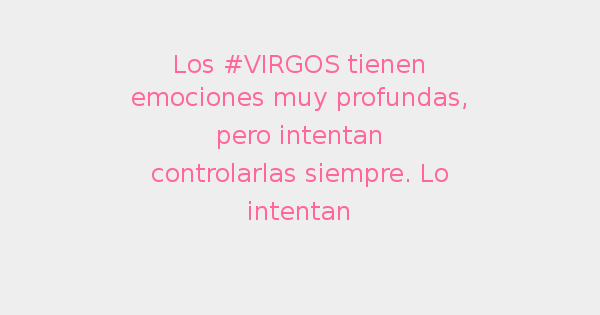 Los #VIRGOS tienen
emociones muy profundas,
pero intentan
controlarlas siempre. Lo
intentan